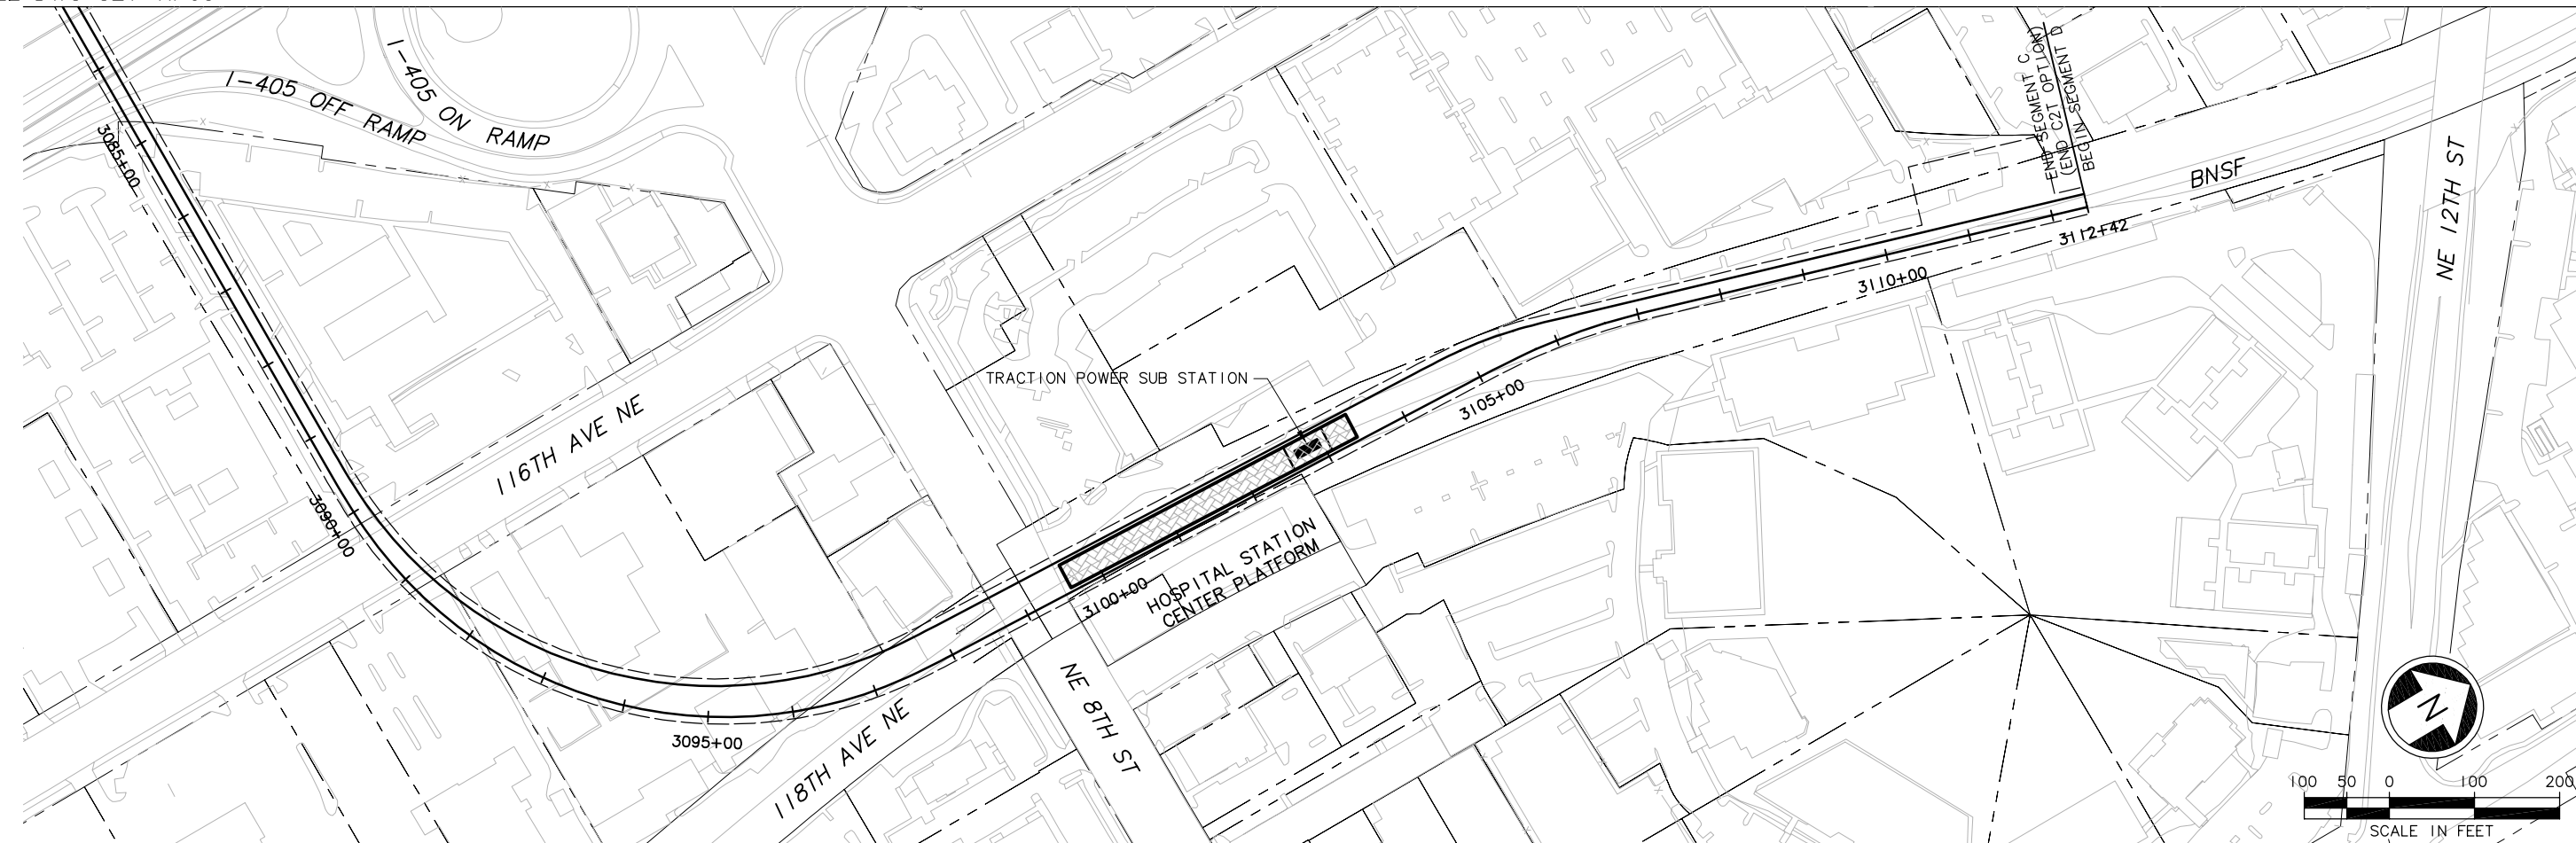 I-405 OFF RAMP
I-405 ON RAMP
3085+00
END SEGMENT C
(END C2T OPTION)
BEGIN SEGMENT D
BNSF
NE 12TH ST
3112+42
3110+00
TRACTION POWER SUB STATION
3105+00
116TH AVE NE
3090+00
HOSPITAL STATION
CENTER PLATFORM
3100+00
NE 8TH ST
3095+00
118TH AVE NE
N
100 50 0 100 200
SCALE IN FEET